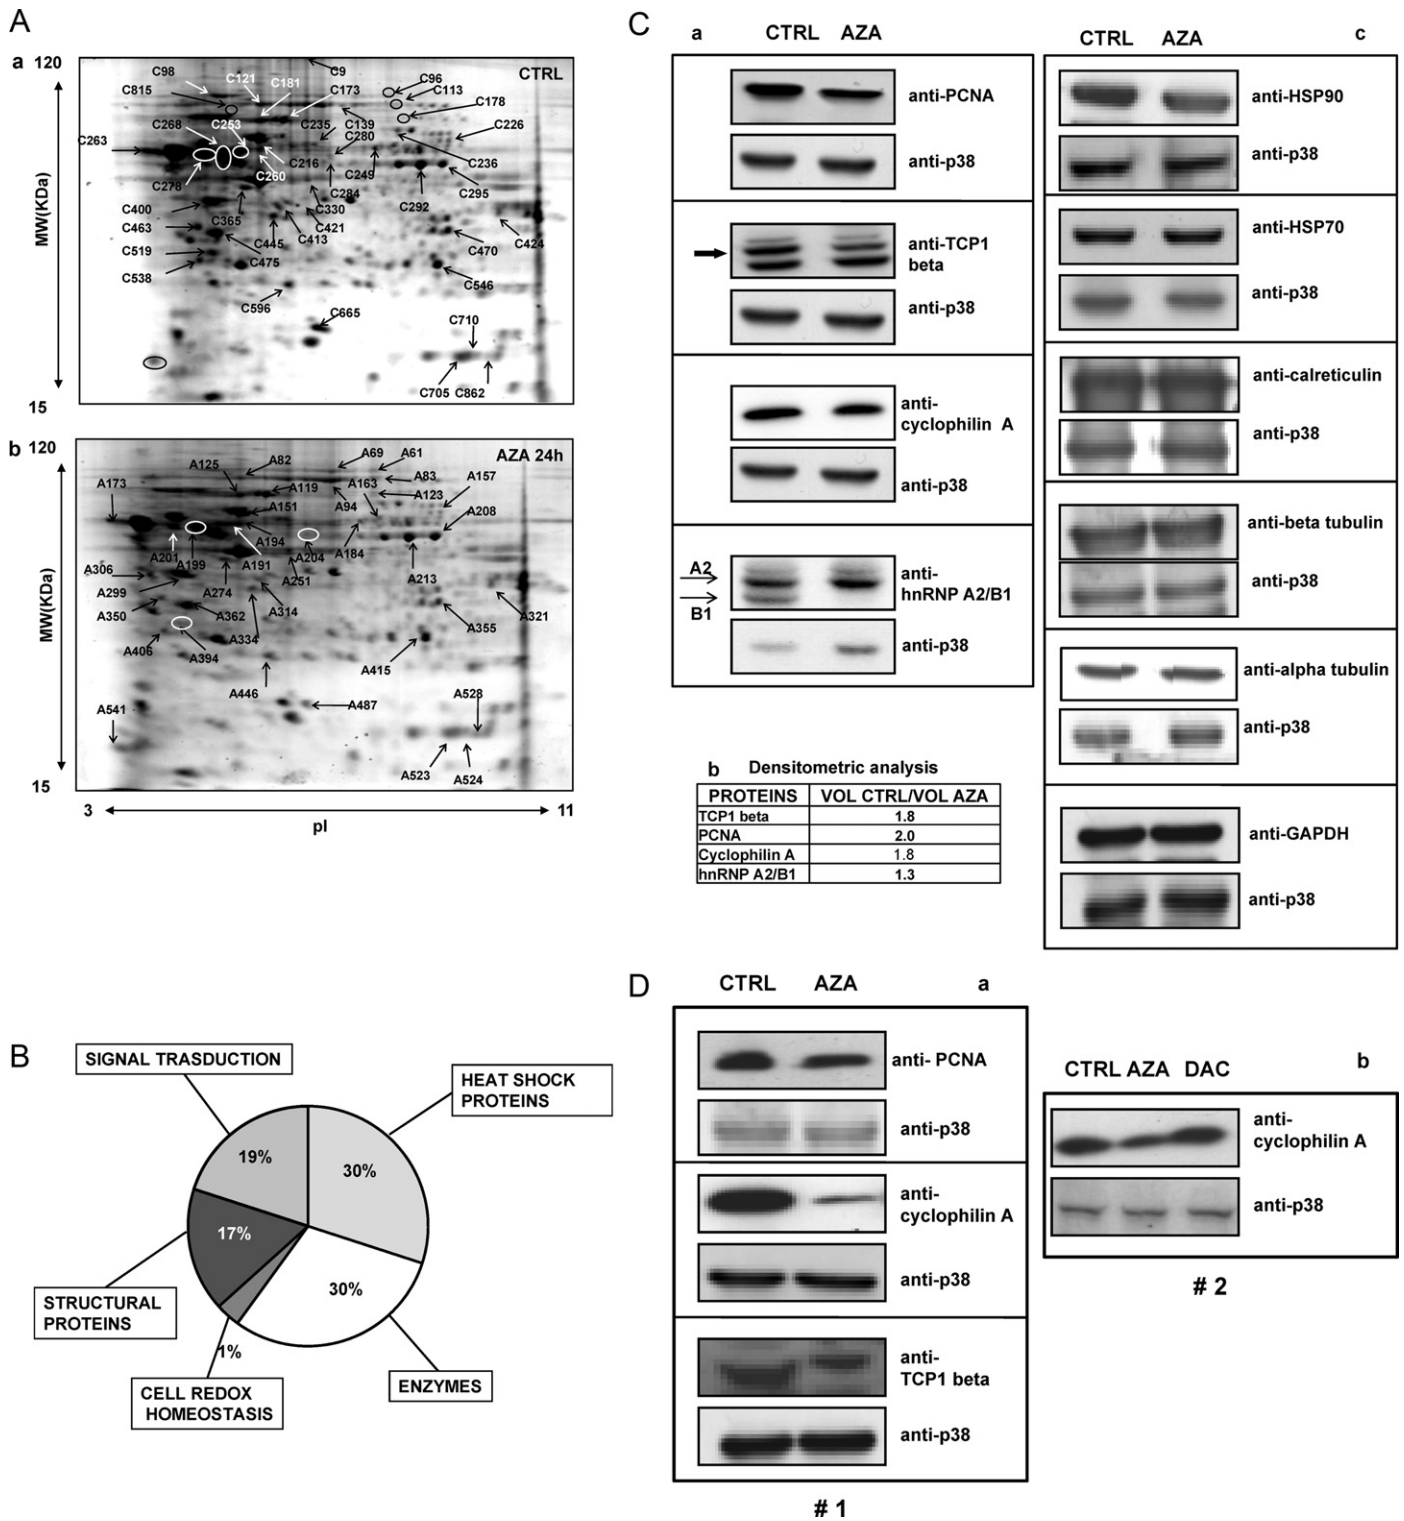 A
a
120
CTRL
C98
C9
C96
C815
C121
C181
C173
C113
C178
C263
C268
C253
C235
C139
C280
C226
C278
C216
C260
C249
C236
C284
C292
C295
C400
C365
C330
C463
C445
C413
C421
C470
C424
C519
C475
C538
C546
C596
C665
C710
C705
C862
MW(KDa)
15
b
120
AZA 24h
A82
A69
A61
A125
A173
A119
A163
A83
A157
A151
A94
A123
A208
A194
A184
A201
A199
A191
A204
A306
A251
A213
A299
A274
A314
A350
A362
A321
A406
A394
A334
A355
A415
A446
A541
A487
A528
A523
A524
MW(KDa)
15
3
11
pI
B
SIGNAL TRASDUCTION
HEAT SHOCK
PROTEINS
19%
30%
17%
30%
STRUCTURAL
PROTEINS
1%
CELL REDOX
HOMEOSTASIS
ENZYMES
C
a
CTRL AZA
anti-PCNA
anti-p38
anti-TCP1
beta
anti-p38
anti-
cyclophilin A
anti-p38
A2
B1
anti-
hnRNP A2/B1
anti-p38
b Densitometric analysis
PROTEINS VOL CTRL/VOL AZA
TCP1 beta 1.8
PCNA 2.0
Cyclophilin A 1.8
hnRNP A2/B1 1.3
CTRL AZA
c
anti-HSP90
anti-p38
anti-HSP70
anti-p38
anti-calreticulin
anti-p38
anti-beta tubulin
anti-p38
anti-alpha tubulin
anti-p38
anti-GAPDH
anti-p38
D
CTRL AZA
a
anti- PCNA
anti-p38
anti-
cyclophilin A
anti-p38
anti-
TCP1 beta
anti-p38
# 1
b
CTRL AZA DAC
anti-
cyclophilin A
anti-p38
# 2